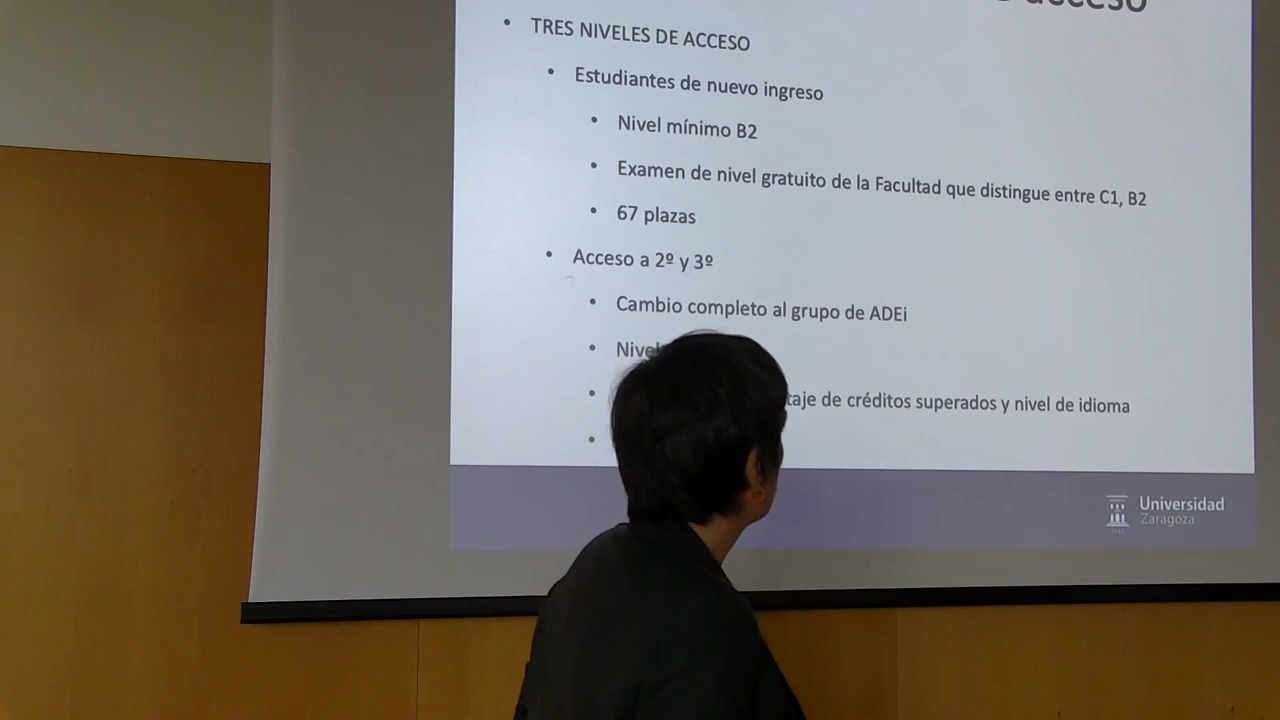 acceso
TRES NIVELES DE ACCESO
Estudiantes de nuevo ingreso
Nivel mínimo B2
Examen de nivel gratuito de la Facultad que distingue entre C1, B2
67 plazas
Acceso a 2º y 3º
Cambio completo al grupo de ADEi
Nivel
de créditos superados y nivel de idioma
Universidad
Zaragoza